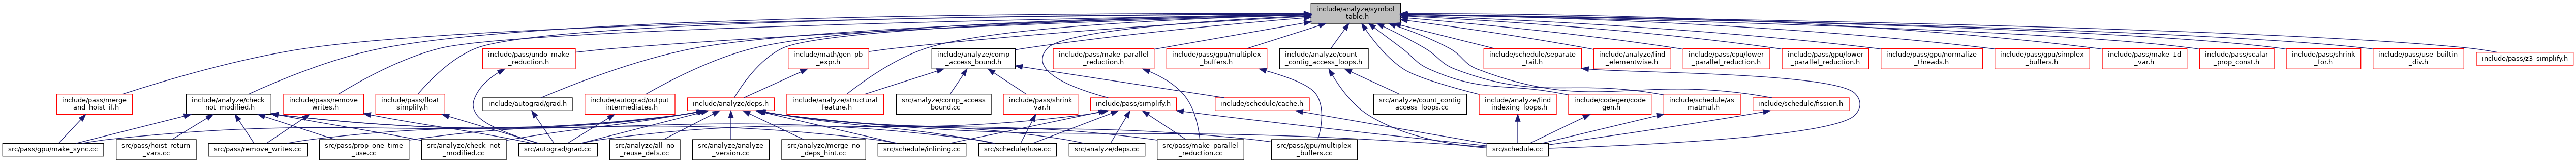 include/analyze/symbol
_table.h
include/pass/undo_make
_reduction.h
include/math/gen_pb
_expr.h
include/analyze/comp
_access_bound.h
include/pass/make_parallel
_reduction.h
include/pass/gpu/multiplex
_buffers.h
include/analyze/count
_contig_access_loops.h
include/schedule/separate
_tail.h
include/analyze/find
_elementwise.h
include/pass/cpu/lower
_parallel_reduction.h
include/pass/gpu/lower
_parallel_reduction.h
include/pass/gpu/normalize
_threads.h
include/pass/gpu/simplex
_buffers.h
include/pass/make_1d
_var.h
include/pass/scalar
_prop_const.h
include/pass/shrink
_for.h
include/pass/use_builtin
_div.h
include/pass/z3_simplify.h
include/pass/merge
_and_hoist_if.h
include/analyze/check
_not_modified.h
include/pass/remove
_writes.h
include/pass/float
_simplify.h
include/autograd/grad.h
include/autograd/output
_intermediates.h
include/analyze/deps.h
include/analyze/structural
_feature.h
src/analyze/comp_access
_bound.cc
include/pass/shrink
_var.h
include/pass/simplify.h
include/schedule/cache.h
src/analyze/count_contig
_access_loops.cc
include/analyze/find
_indexing_loops.h
include/codegen/code
_gen.h
include/schedule/as
_matmul.h
include/schedule/fission.h
src/pass/gpu/make_sync.cc
src/pass/hoist_return
_vars.cc
src/pass/remove_writes.cc
src/pass/prop_one_time
_use.cc
src/analyze/check_not
_modified.cc
src/autograd/grad.cc
src/analyze/all_no
_reuse_defs.cc
src/analyze/analyze
_version.cc
src/analyze/merge_no
_deps_hint.cc
src/schedule/inlining.cc
src/schedule/fuse.cc
src/analyze/deps.cc
src/pass/make_parallel
_reduction.cc
src/pass/gpu/multiplex
_buffers.cc
src/schedule.cc